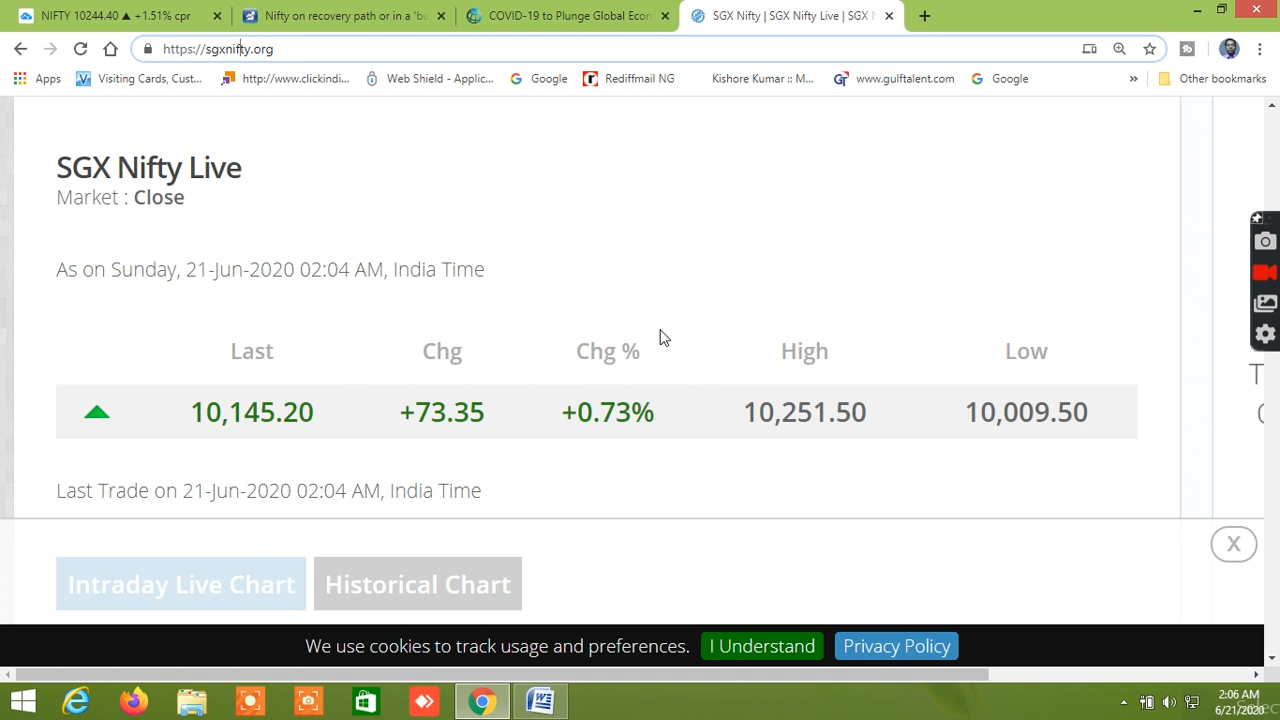 NIFTY 10244.40 ▲ +1.51% cpr
Nifty on recovery path or in a 'bu
COVID-19 to Plunge Global Econ
SGX Nifty | SGX Nifty Live | SGX N
https://sgxnifty.org
Apps
Visiting Cards, Cust...
http://www.clickindi...
Web Shield - Applic...
Google
Rediffmail NG
Kishore Kumar :: M...
www.gulftalent.com
Google
»
Other bookmarks
SGX Nifty Live
Market : Close
As on Sunday, 21-Jun-2020 02:04 AM, India Time
Last Chg Chg % High Low
10,145.20 +73.35 +0.73% 10,251.50 10,009.50
Last Trade on 21-Jun-2020 02:04 AM, India Time
X
Intraday Live Chart Historical Chart
We use cookies to track usage and preferences. I Understand Privacy Policy
2:06 AM
6/21/2020